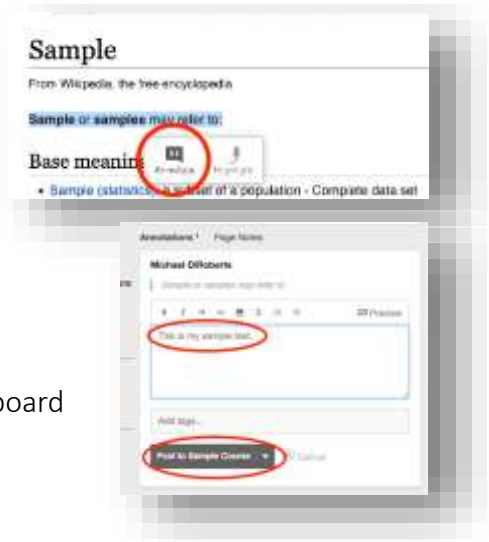 Sample
From Wikipedia, the free encyclopedia
Sample or samples may refer to:
Base meanin
Annotate Highlight
• Sample (statistics), a subset of a population - Complete data set
Annotations Page Notes
Michael DiRoberts
Sample or samples may refer to:
Preview
This is my sample text.
board
Add tags...
Post to Sample Course
Cancel